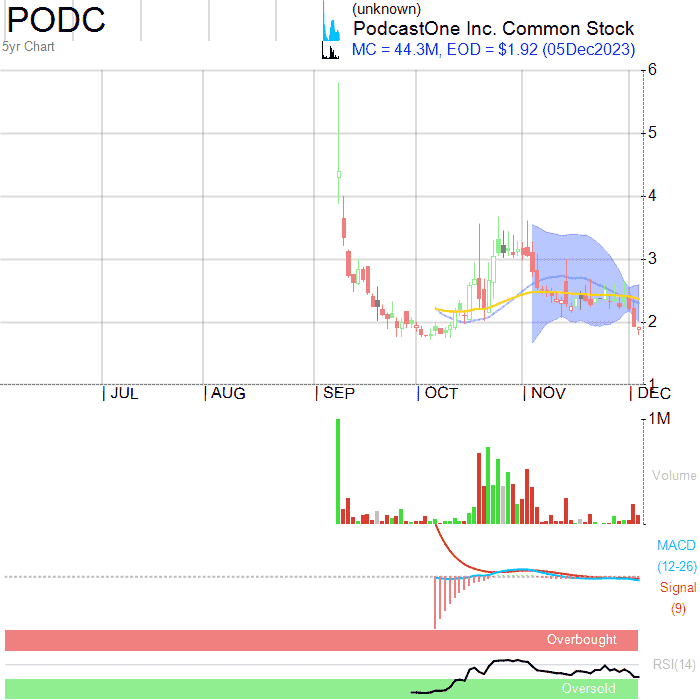 PODC
(unknown)
PodcastOne Inc. Common Stock
5yr Chart
MC = 44.3M, EOD = $1.92 (05Dec2023)
6
5
4
3
2
1
JUL
AUG
SEP
OCT
NOV
DEC
1M
Volume
MACD
(12-26)
Signal
(9)
Overbought
RSI(14)
Oversold